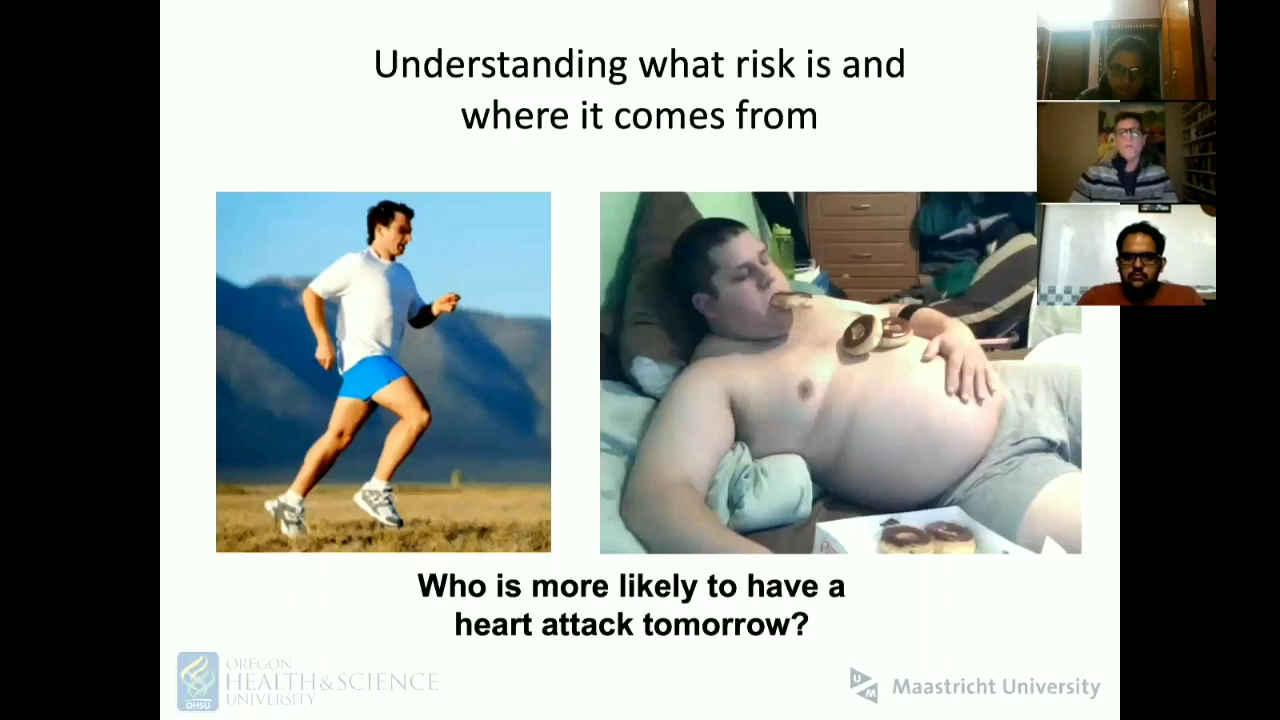 Understanding what risk is and
where it comes from
Who is more likely to have a
heart attack tomorrow?
OREGON
HEALTH & SCIENCE
UNIVERSITY
OHSU
UM
Maastricht University